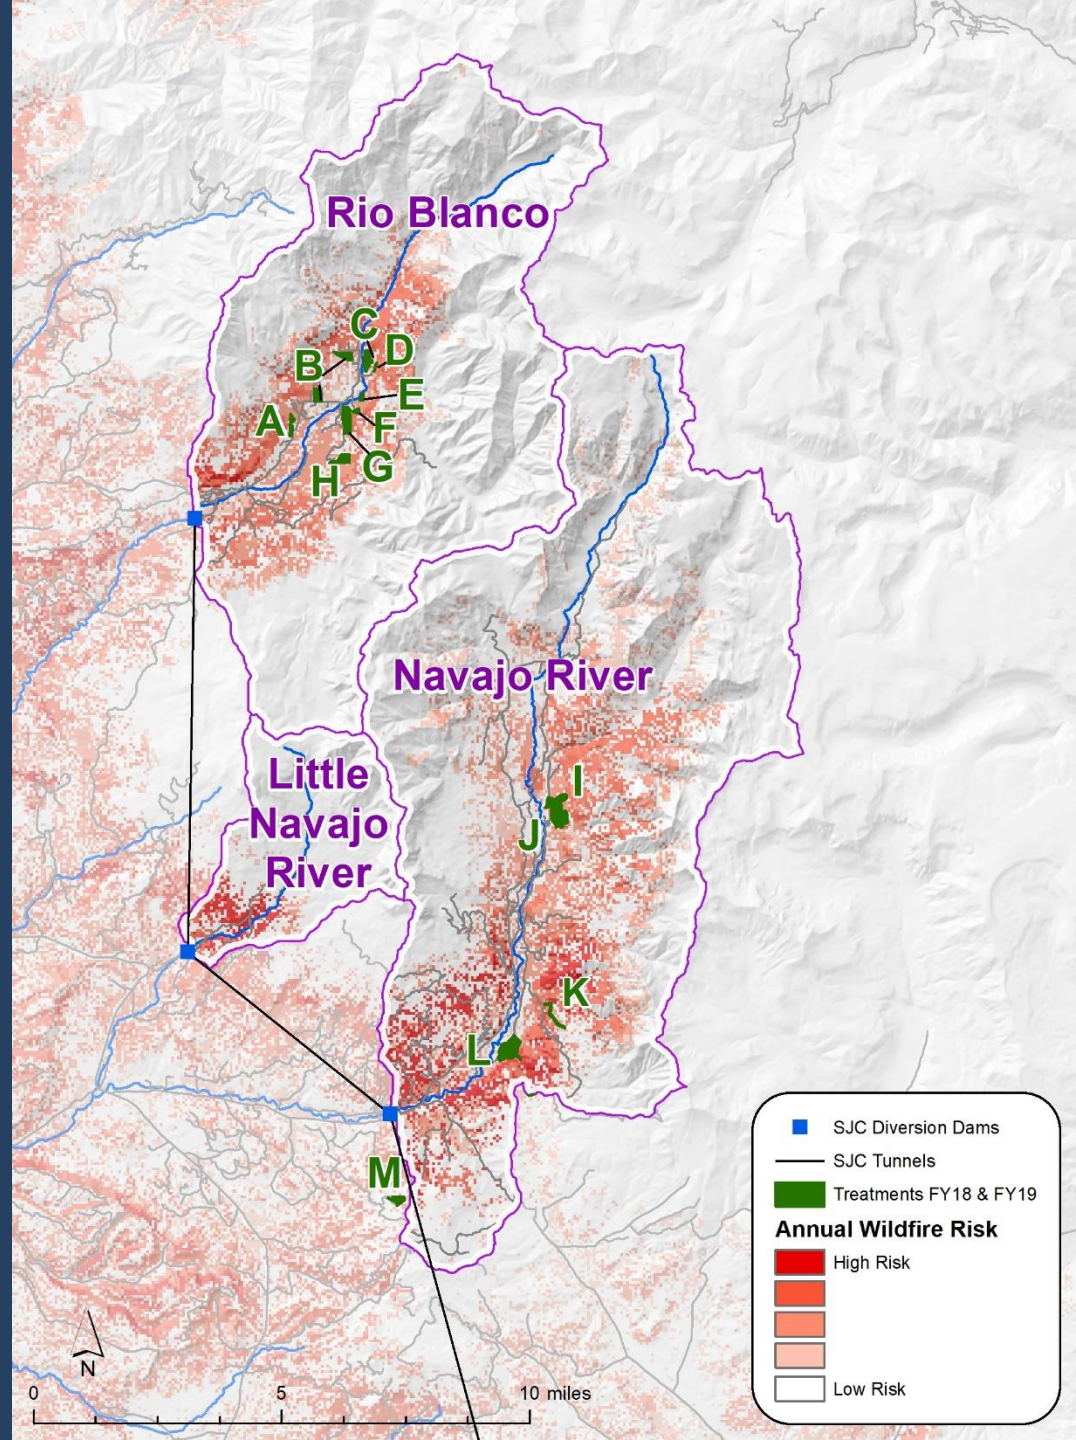 Rio Blanco
C
D
B
E
A
F
G
H
Navajo River
Little
Navajo
River
I
J
K
L
M
SJC Diversion Dams
SJC Tunnels
Treatments FY18 & FY19
Annual Wildfire Risk
High Risk
Low Risk
N
0 5 10 miles